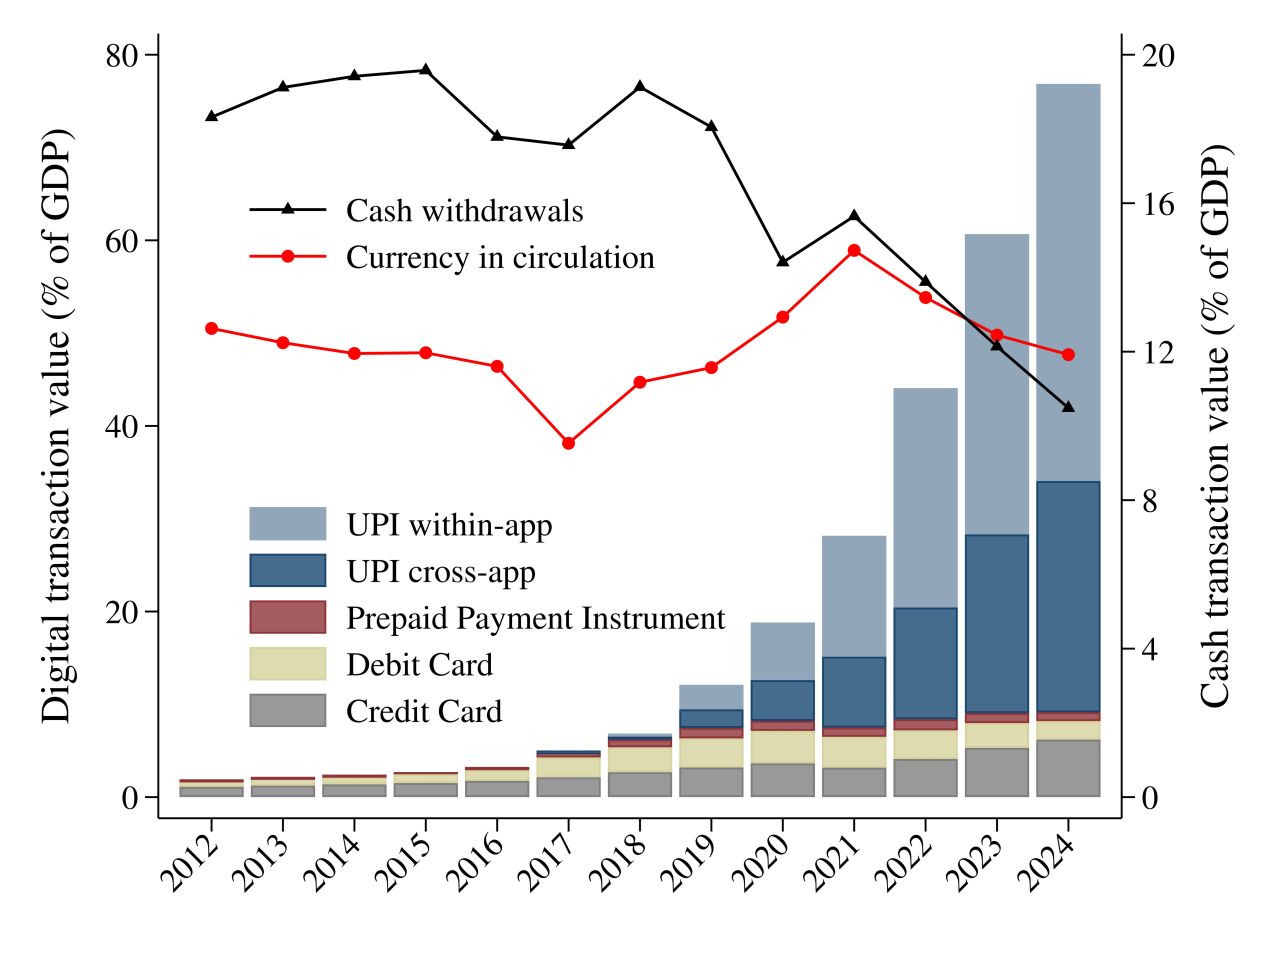 Digital transaction value (% of GDP)
80
60
40
20
0
Cash withdrawals
Currency in circulation
UPI within-app
UPI cross-app
Prepaid Payment Instrument
Debit Card
Credit Card
20
16
12
8
4
0
Cash transaction value (% of GDP)
2012
2013
2014
2015
2016
2017
2018
2019
2020
2021
2022
2023
2024